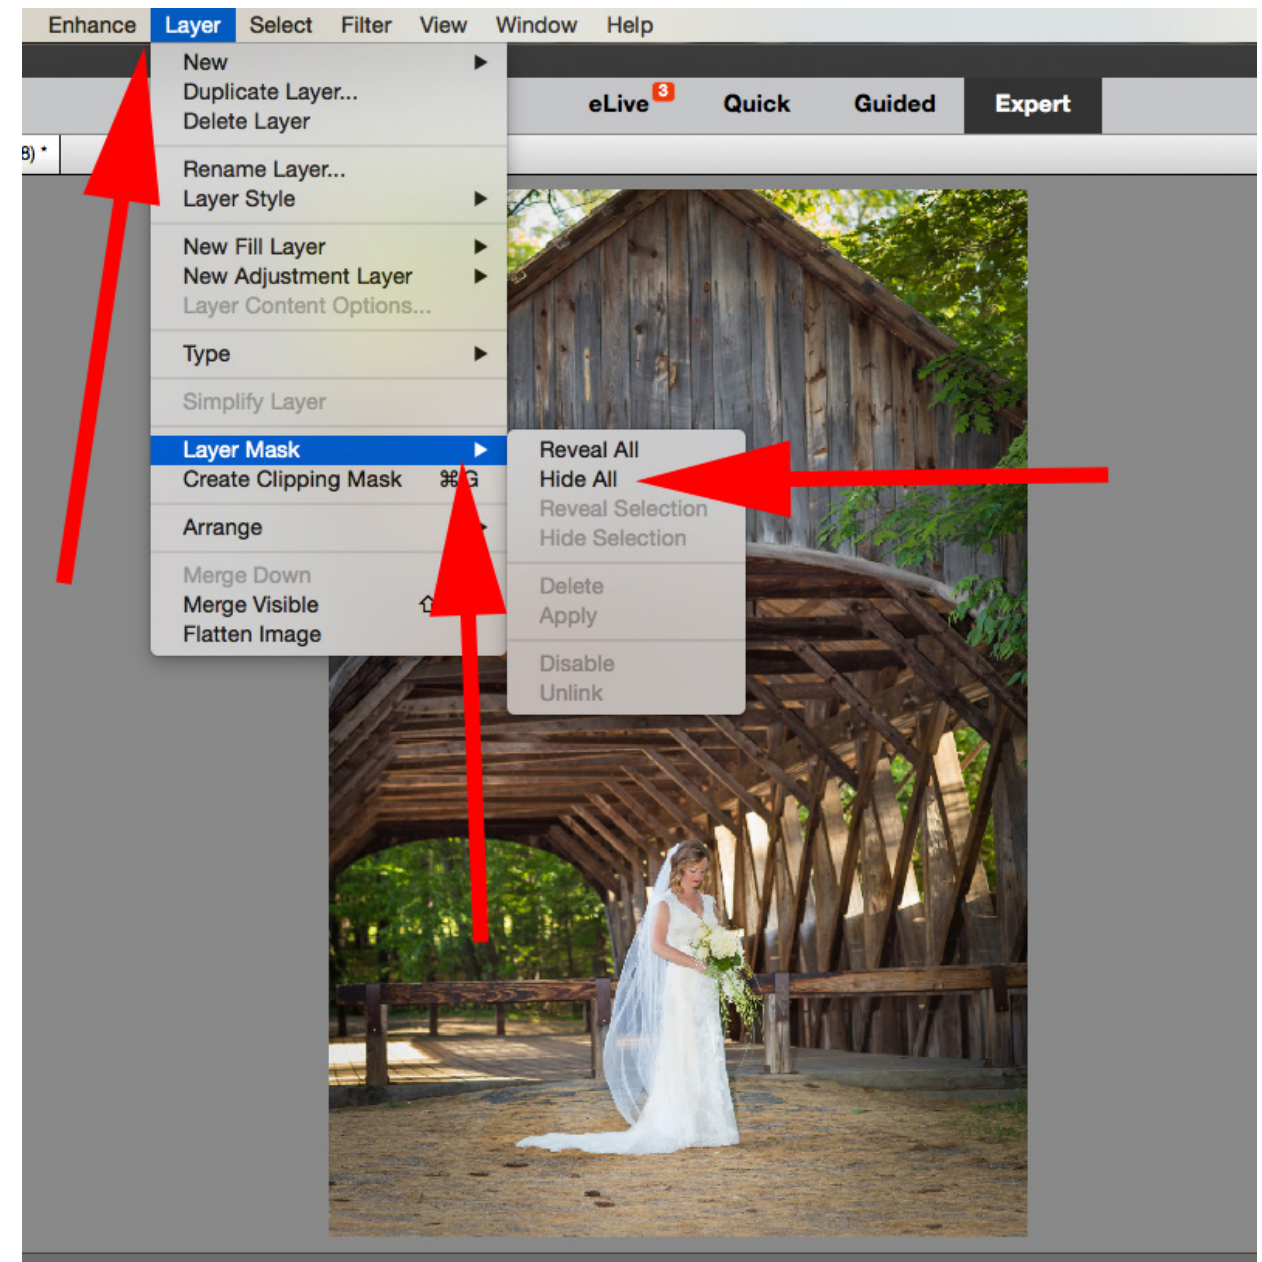 Enhance Layer Select Filter View Window Help
eLive 3 Quick Guided Expert
8) *
New
Duplicate Layer...
Delete Layer
Rename Layer...
Layer Style
New Fill Layer
New Adjustment Layer
Layer Content Options...
Type
Simplify Layer
Layer Mask
Create Clipping Mask ⌘G
Arrange
Merge Down
Merge Visible ⇧
Flatten Image
Reveal All
Hide All
Reveal Selection
Hide Selection
Delete
Apply
Disable
Unlink